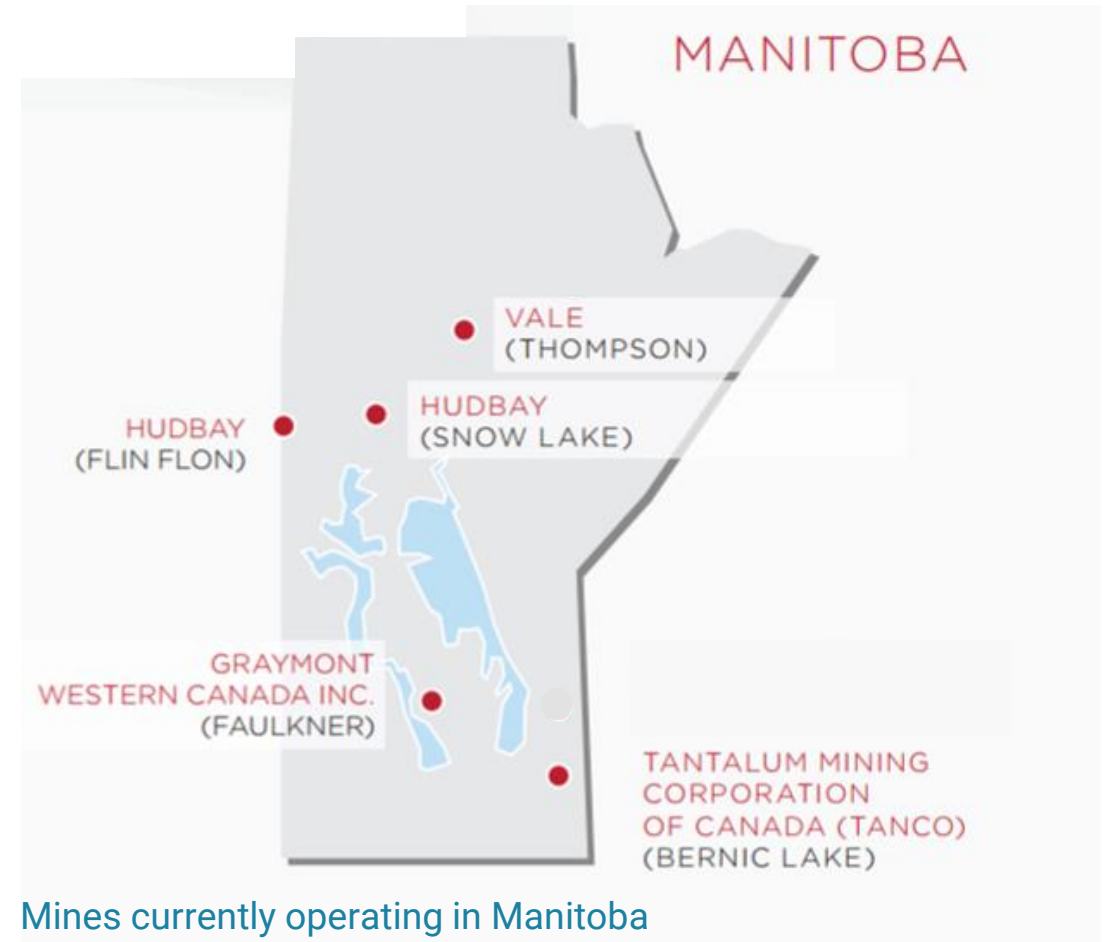 MANITOBA
VALE
(THOMPSON)
HUDBAY
(SNOW LAKE)
HUDBAY
(FLIN FLON)
GRAYMONT
WESTERN CANADA INC.
(FAULKNER)
TANTALUM MINING
CORPORATION
OF CANADA (TANCO)
(BERNIC LAKE)
Mines currently operating in Manitoba